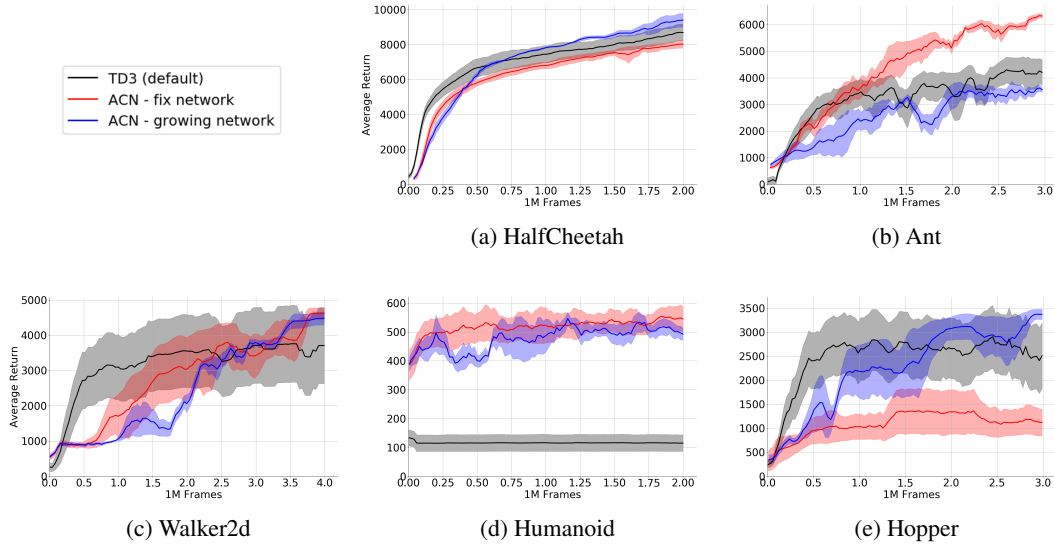 TD3 (default)
ACN - fix network
ACN - growing network
Average Return
10000
8000
6000
4000
2000
0
0.00 0.25 0.50 0.75 1.00 1.25 1.50 1.75 2.00
1M Frames
(a) HalfCheetah
6000
5000
4000
3000
2000
1000
0
0.0 0.5 1.0 1.5 2.0 2.5 3.0
1M Frames
(b) Ant
Average Return
5000
4000
3000
2000
1000
0
0.0 0.5 1.0 1.5 2.0 2.5 3.0 3.5 4.0
1M Frames
(c) Walker2d
600
500
400
300
200
100
0
0.00 0.25 0.50 0.75 1.00 1.25 1.50 1.75 2.00
1M Frames
(d) Humanoid
3500
3000
2500
2000
1500
1000
500
0
0.0 0.5 1.0 1.5 2.0 2.5 3.0
1M Frames
(e) Hopper